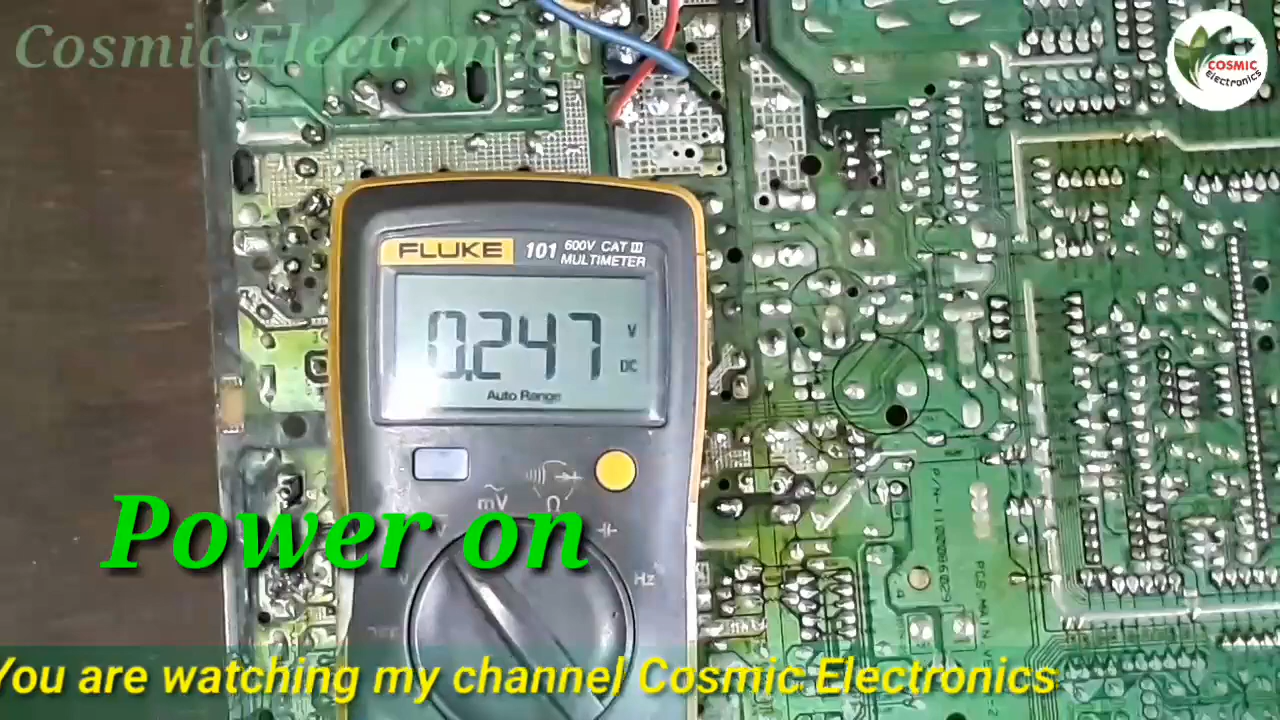 Cosmic Electronics
COSMIC
Electronics
FLUKE 101 600V CAT III
MULTIMETER
0.247 V
DC
Auto Range
mV
Ω
Hz
Power on
You are watching my channel Cosmic Electronics